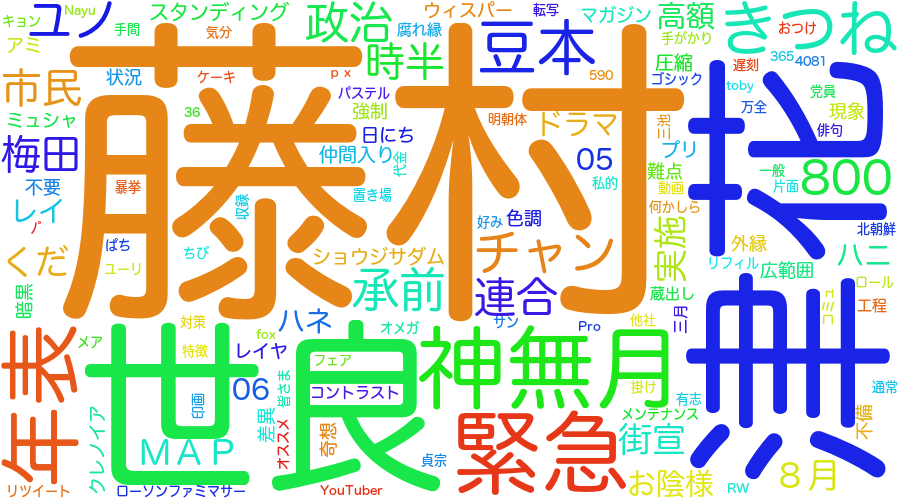 ユノ
Nayu
スタンディング
政治
ウィスパー
転写
マガジン
高額
きつね
キョン
手間
気分
腐れ縁
豆本
おつけ
アミ
手がかり
市民
状況
ケーキ
px
時半
590
圧縮
遅刻
365
4081
ミュシャ
36
パステル
強制
ゴシック
toby
万全
党員
現象
藤村
明朝体
ドラマ
三池
俳句
梅田
日にち
仲間入り
代金
05
プリ
一般
800
不要
暴挙
難点
レイ
収録
置き場
私的
動画
片面
パ
好み
色調
何かしら
北朝鮮
ぱち
ちび
チャン
実施
外縁
ハニ
くだ
ユーリ
ショウジサダム
リフィル
広範囲
暗黒
承前
連合
蔵出し
ロール
工程
対策
ハネ
オメガ
サン
Pro
他社
三月
年表
メア
fox
レイヤ
特徴
フェア
神無月
無
世良
06
印画
皆さま
コントラスト
掛け
有志
通常
クレノイア
差異
オススメ
奇想
緊急
メンテナンス
街宣
不備
MAP
貞宗
お陰様
8月
リツイート
ローソンファミマサー
YouTuber
RW